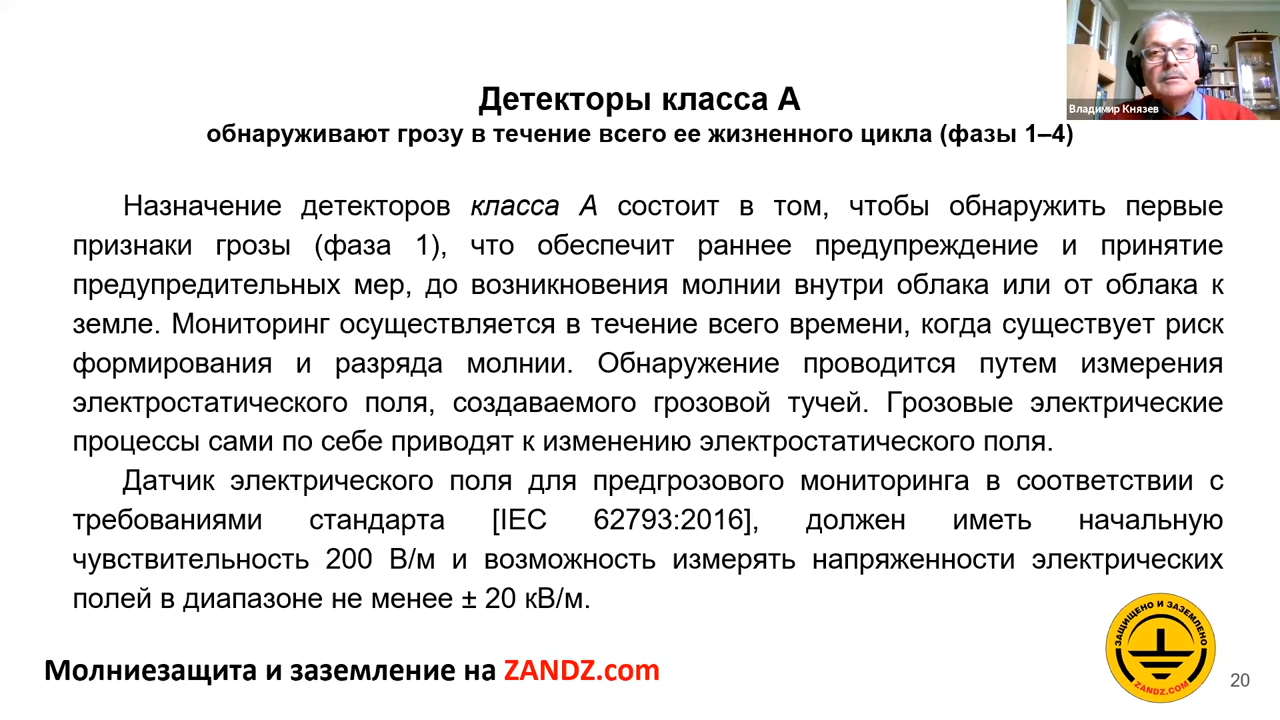 Владимир Князев
Детекторы класса А
обнаруживают грозу в течение всего ее жизненного цикла (фазы 1–4)
Назначение детекторов класса А состоит в том, чтобы обнаружить первые
признаки грозы (фаза 1), что обеспечит раннее предупреждение и принятие
предупредительных мер, до возникновения молнии внутри облака или от облака к
земле. Мониторинг осуществляется в течение всего времени, когда существует риск
формирования и разряда молнии. Обнаружение проводится путем измерения
электростатического поля, создаваемого грозовой тучей. Грозовые электрические
процессы сами по себе приводят к изменению электростатического поля.
Датчик электрического поля для предгрозового мониторинга в соответствии с
требованиями стандарта [IEC 62793:2016], должен иметь начальную
чувствительность 200 В/м и возможность измерять напряженности электрических
полей в диапазоне не менее ± 20 кВ/м.
ЗАЩИЩЕНО И ЗАЗЕМЛЕНО
ZANDZ.COM
Молниезащита и заземление на ZANDZ.com
20